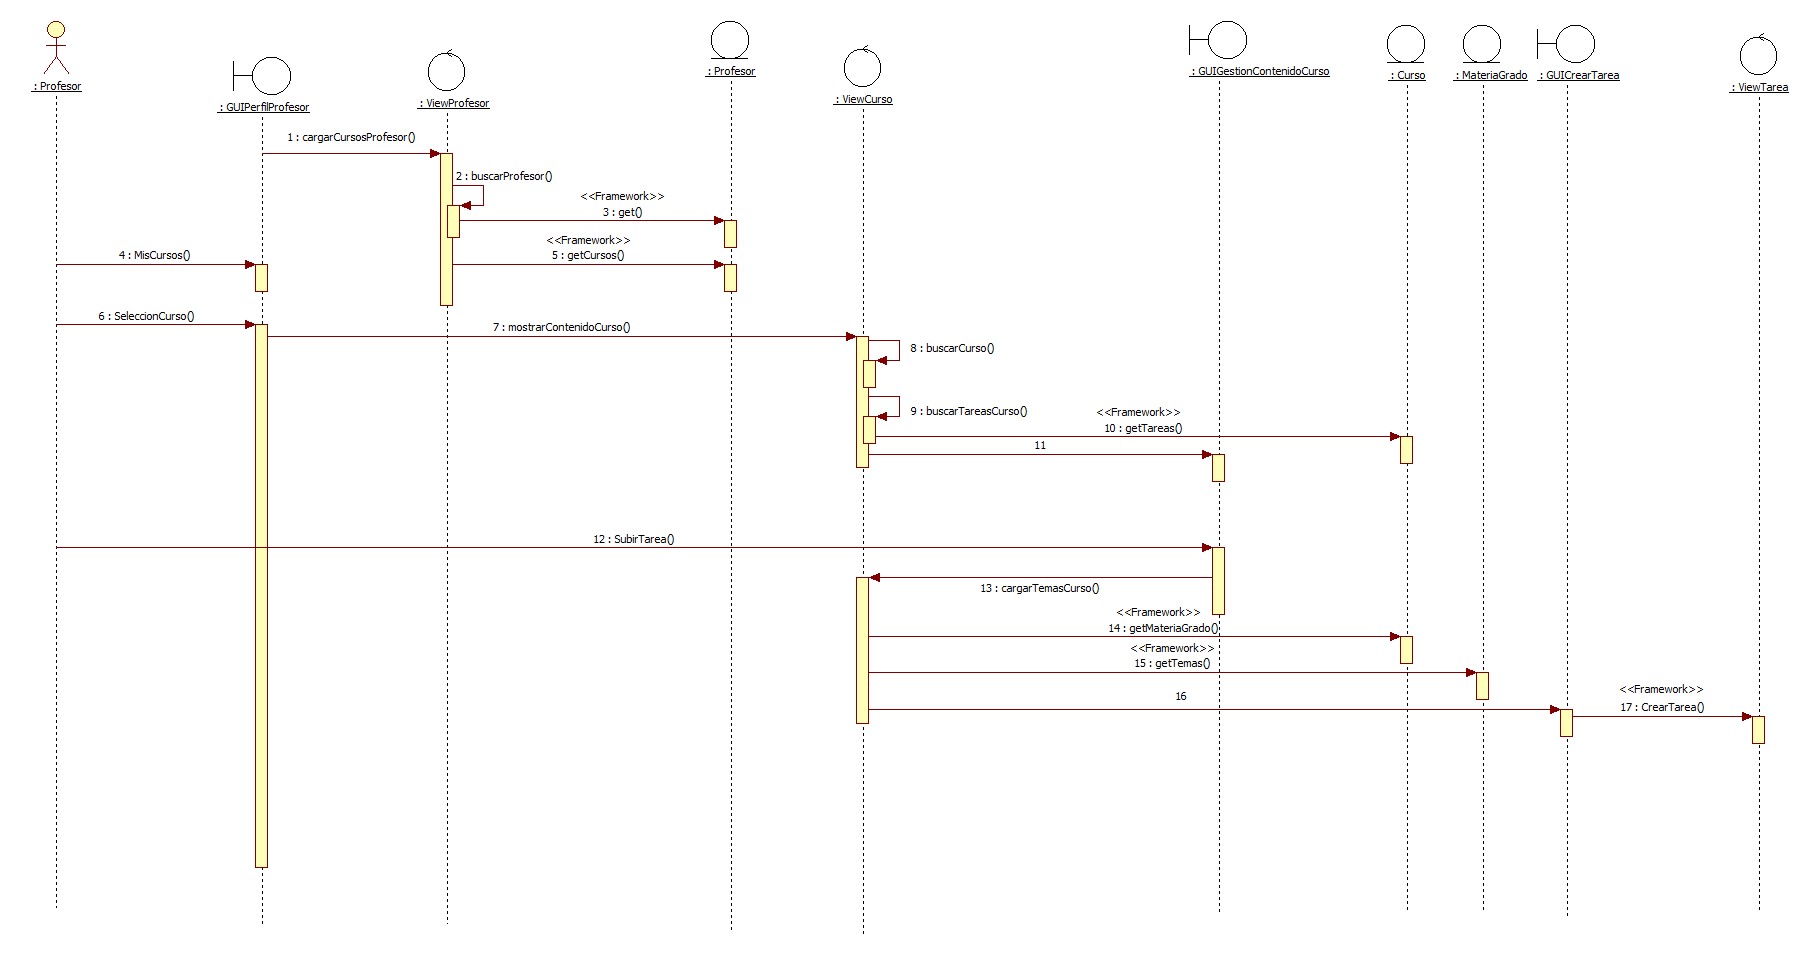 : Profesor
: GUIPerfilProfesor
: ViewProfesor
: Profesor
: ViewCurso
: GUIGestionContenidoCurso
: Curso
: MateriaGrado
: GUICrearTarea
: ViewTarea
1 : cargarCursosProfesor()
2 : buscarProfesor()
<<Framework>>
3 : get()
4 : MisCursos()
<<Framework>>
5 : getCursos()
6 : SeleccionCurso()
7 : mostrarContenidoCurso()
8 : buscarCurso()
9 : buscarTareasCurso()
<<Framework>>
10 : getTareas()
11
12 : SubirTarea()
13 : cargarTemasCurso()
<<Framework>>
14 : getMateriaGrado()
<<Framework>>
15 : getTemas()
16
<<Framework>>
17 : CrearTarea()